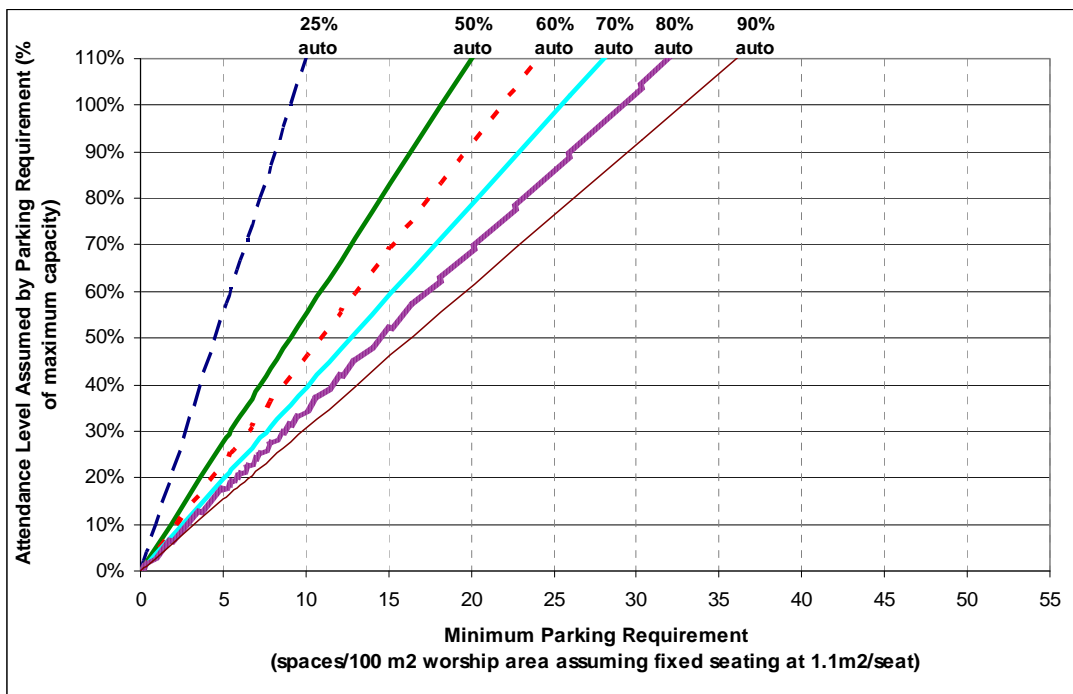 25% 50% 60% 70% 80% 90%
auto auto auto auto auto auto
110%
100%
90%
80%
70%
60%
50%
40%
30%
20%
10%
0%
0 5 10 15 20 25 30 35 40 45 50 55
Attendance Level Assumed by Parking Requirement (%
of maximum capacity)
Minimum Parking Requirement
(spaces/100 m2 worship area assuming fixed seating at 1.1m2/seat)